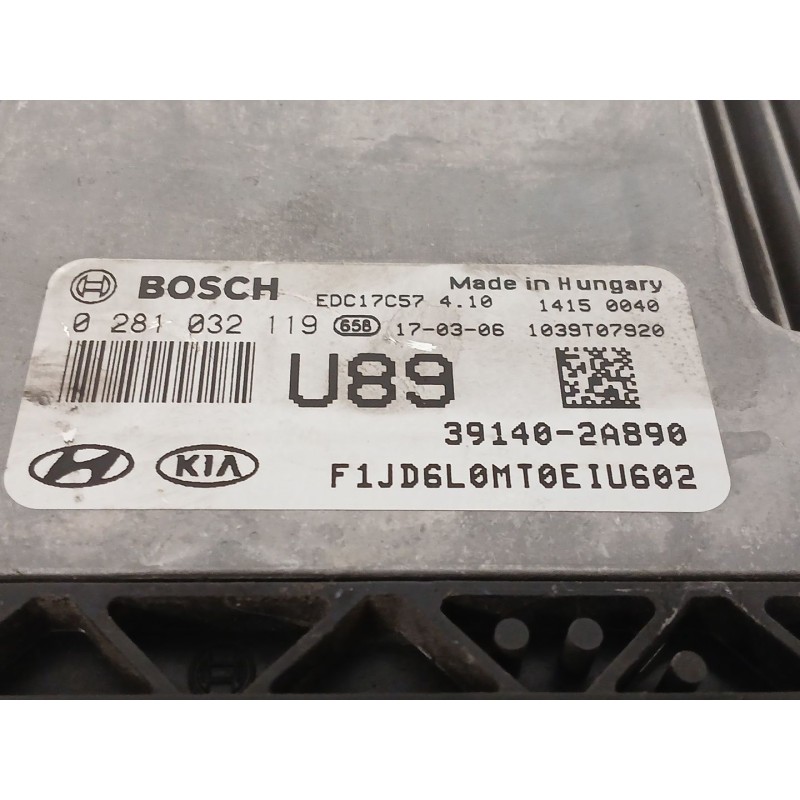 BOSCH EDC17C57 4.10 Made in Hungary 1415 0040
0 281 032 119 658 17-03-06 1039T07920
U89
39140-2A890
KIA F1JD6L0MT0EIU602